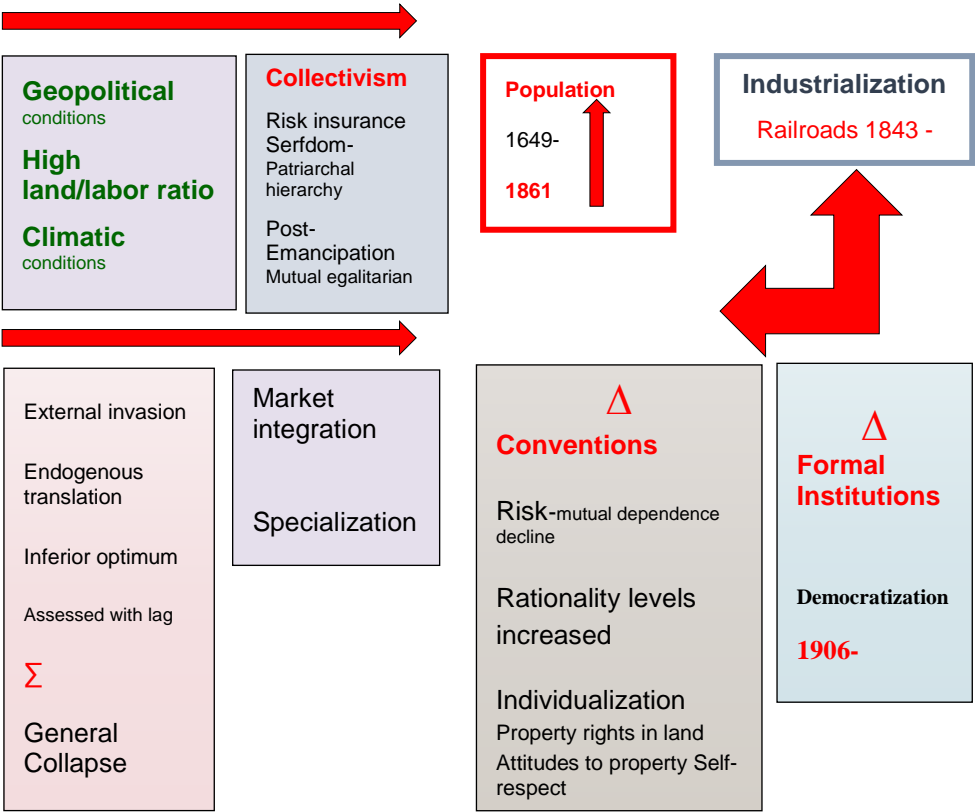 Geopolitical
conditions
High
land/labor ratio
Climatic
conditions
Collectivism
Risk insurance
Serfdom-
Patriarchal
hierarchy
Post-
Emancipation
Mutual egalitarian
Population
1649-
1861
Industrialization
Railroads 1843 -
External invasion
Endogenous
translation
Inferior optimum
Assessed with lag
Σ
General
Collapse
Market
integration
Specialization
Δ
Conventions
Risk-mutual dependence
decline
Rationality levels
increased
Individualization
Property rights in land
Attitudes to property Self-
respect
Δ
Formal
Institutions
Democratization
1906-